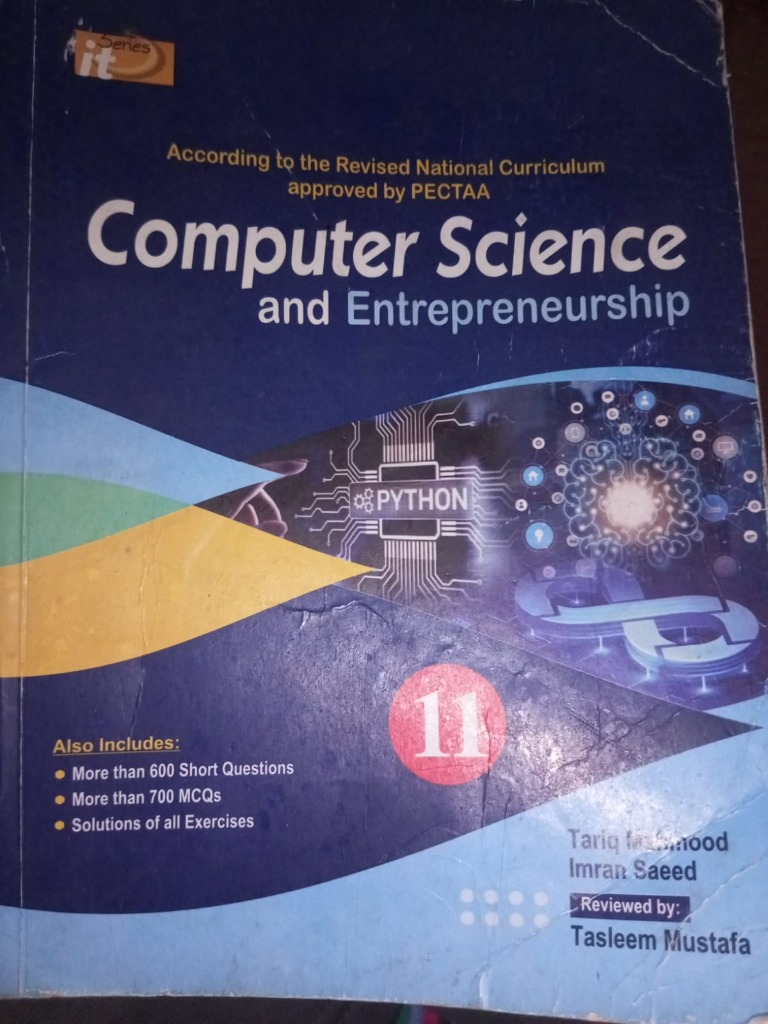 Series
it
According to the Revised National Curriculum
approved by PECTAA
Computer Science
and Entrepreneurship
PYTHON
11
Also Includes:
More than 600 Short Questions
More than 700 MCQs
Solutions of all Exercises
Tariq Mahmood
Imran Saeed
Reviewed by:
Tasleem Mustafa